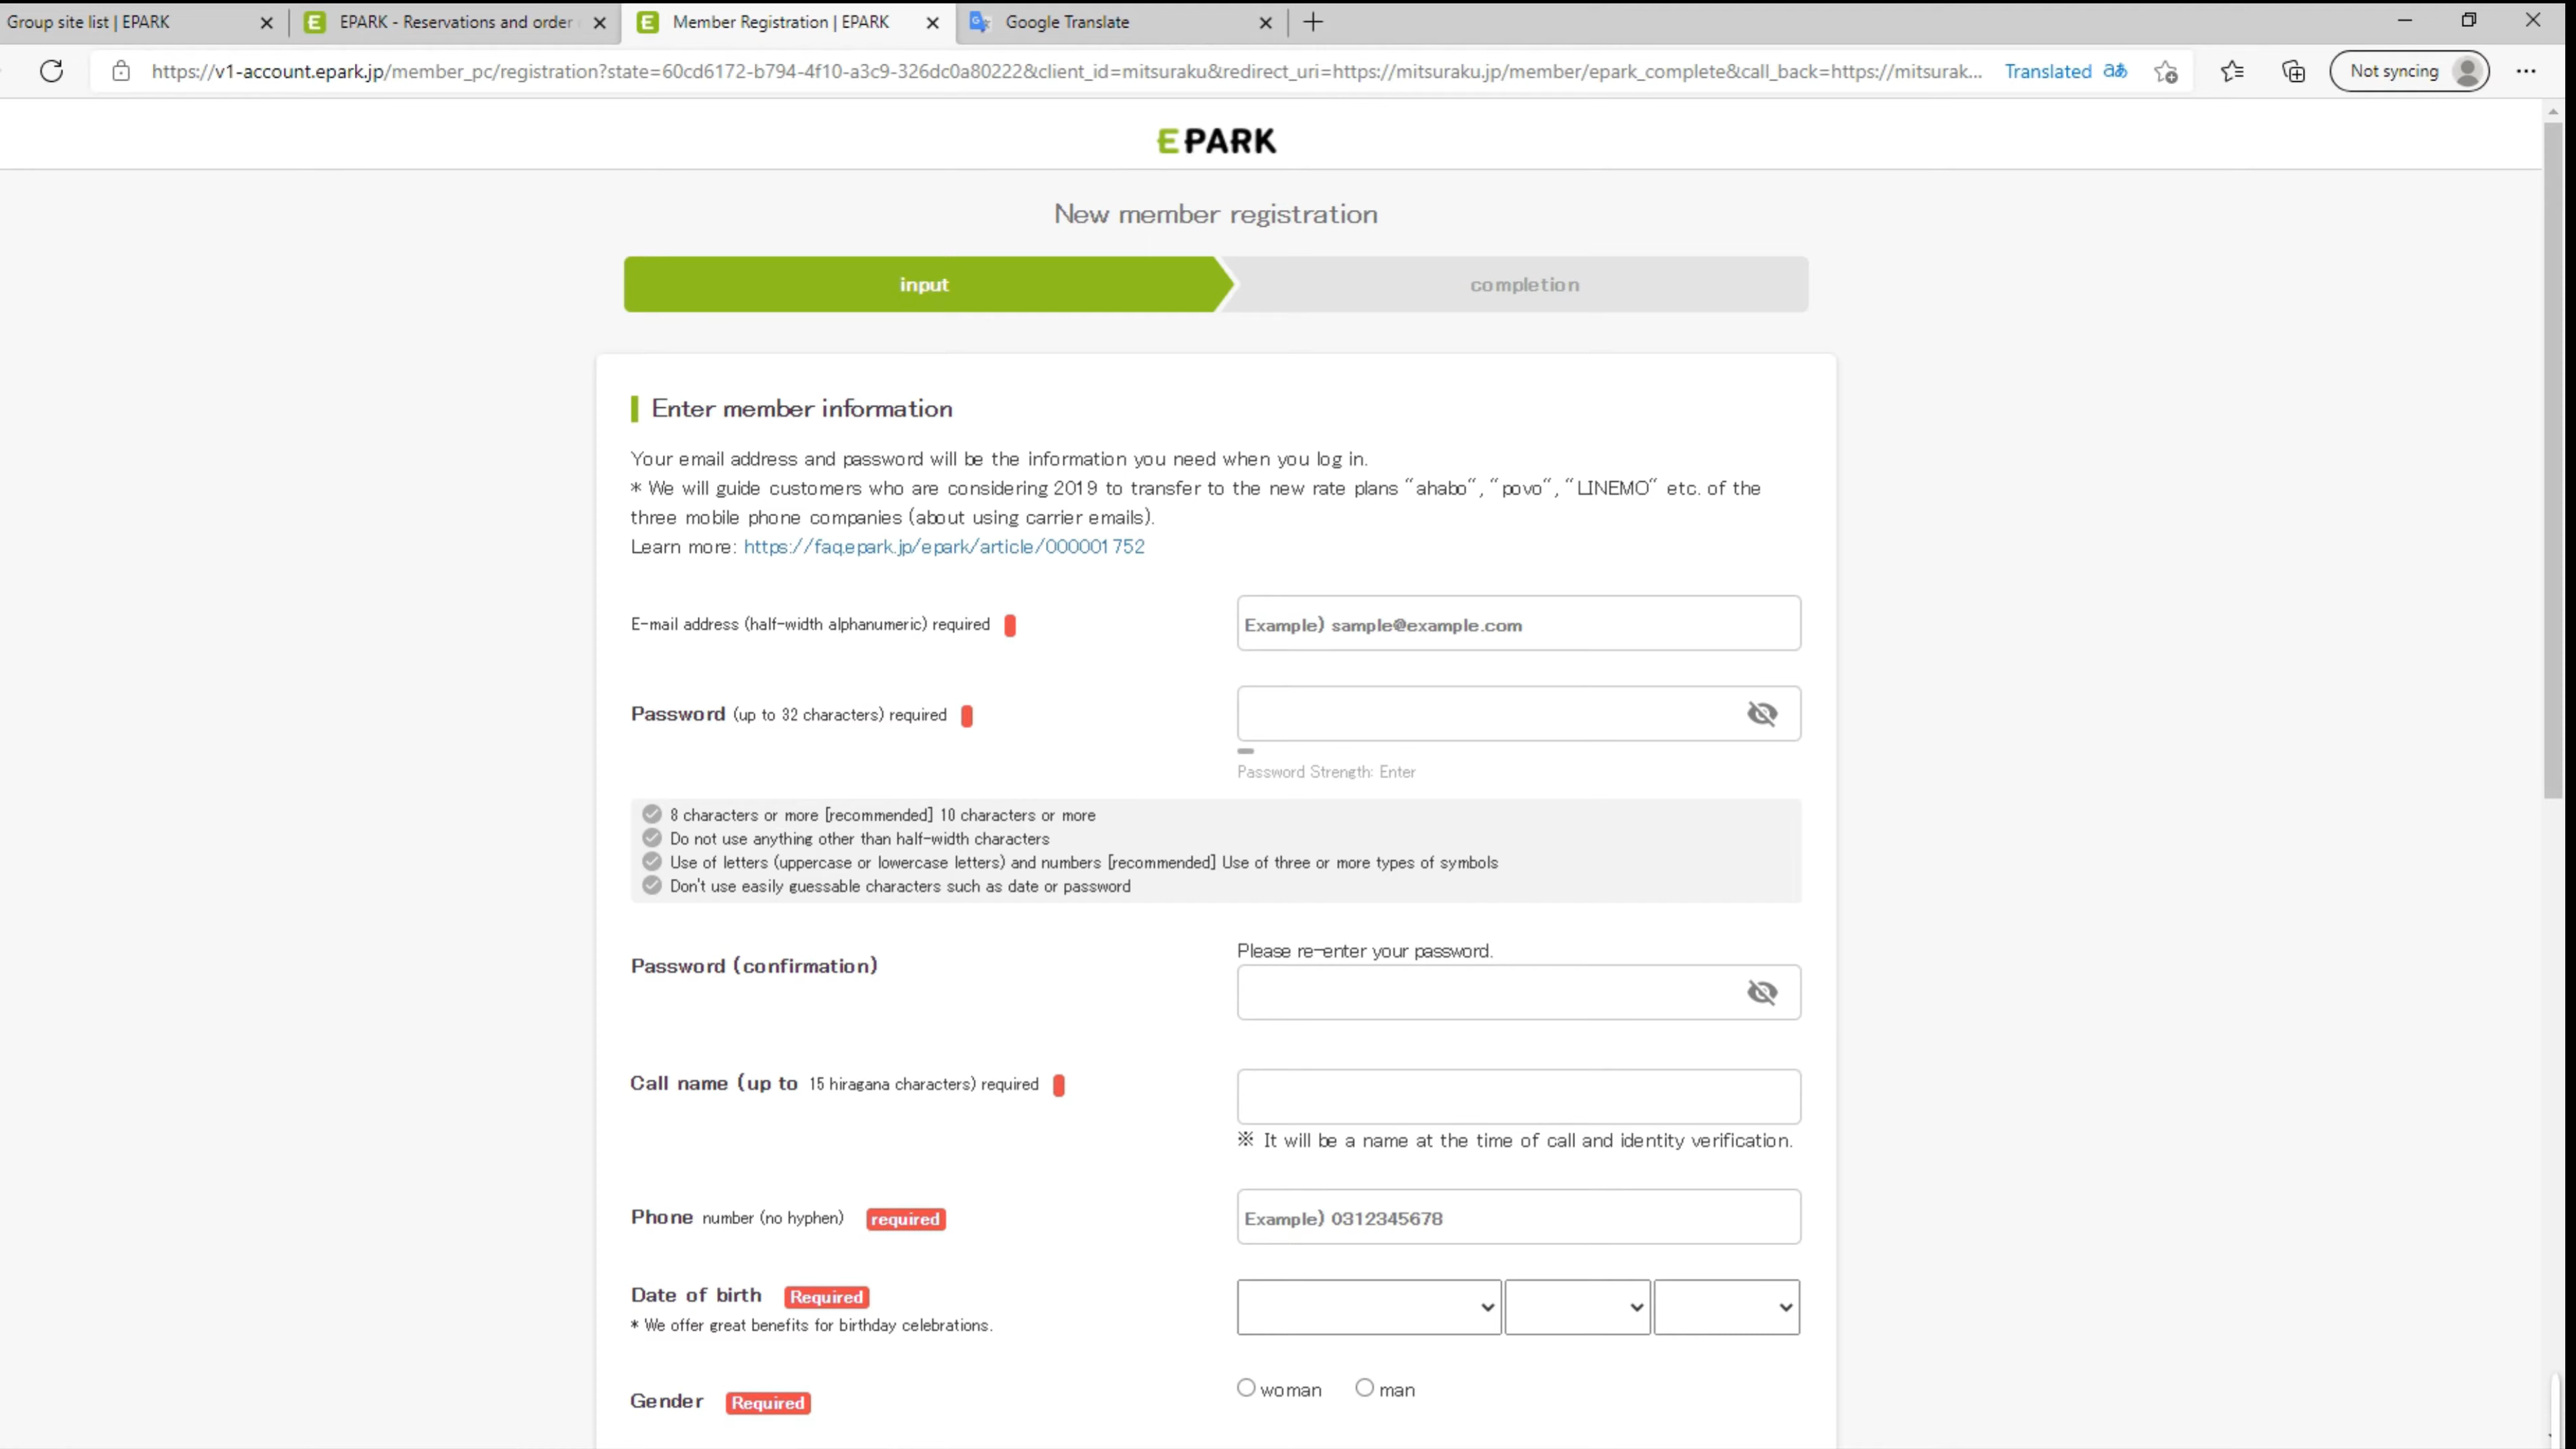 Group site list | EPARK
EPARK - Reservations and order
Member Registration | EPARK
Google Translate
https://v1-account.epark.jp/member_pc/registration?state=60cd6172-b794-4f10-a3c9-326dc0a80222&client_id=mitsuraku&redirect_uri=https://mitsuraku.jp/member/epark_complete&call_back=https://mitsurak...
Translated
Not syncing
EPARK
New member registration
input
completion
Enter member information
Your email address and password will be the information you need when you log in.
* We will guide customers who are considering 2019 to transfer to the new rate plans "ahabo", "povo", "LINEMO" etc. of the
three mobile phone companies (about using carrier emails).
Learn more: https://faq.epark.jp/epark/article/000001752
E-mail address (half-width alphanumeric) required
Example) sample@example.com
Password (up to 32 characters) required
Password Strength: Enter
8 characters or more [recommended] 10 characters or more
Do not use anything other than half-width characters
Use of letters (uppercase or lowercase letters) and numbers [recommended] Use of three or more types of symbols
Don't use easily guessable characters such as date or password
Please re-enter your password.
Password (confirmation)
Call name (up to 15 hiragana characters) required
※ It will be a name at the time of call and identity verification.
Phone number (no hyphen) required
Example) 0312345678
Date of birth Required
* We offer great benefits for birthday celebrations.
Gender Required
woman man